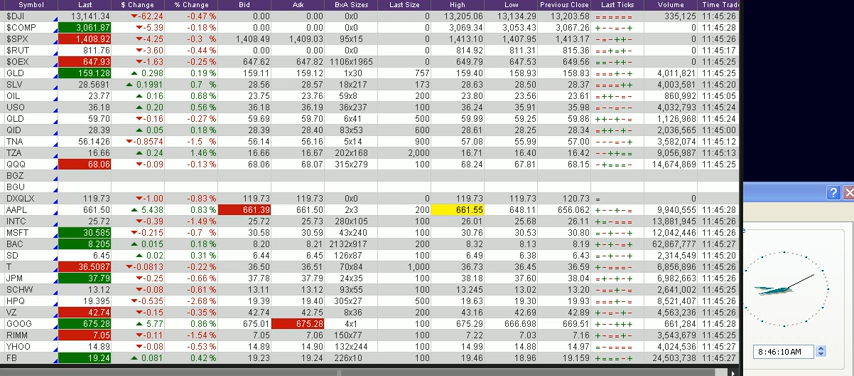 Symbol Last $ Change % Change Bid Ask BxA Sizes Last Size High Low Previous Close Last Ticks Volume Time Trade
$DJI 13,141.34 -62.24 -0.47 % 0.00 0.00 0x0 0 13,205.06 13,134.29 13,203.58 ====== 335,125 11:45:26
$COMP 3,061.87 -5.39 -0.18 % 0.00 0.00 0x0 0 3,069.34 3,053.43 3,067.26 0 11:45:28
$SPX 1,408.92 -4.25 -0.3 % 1,408.49 1,409.03 95x15 0 1,413.10 1,407.95 1,413.17 0 11:45:26
$RUT 811.76 -3.60 -0.44 % 0.00 0.00 0x0 0 814.92 811.31 815.36 0 11:45:17
$OEX 647.93 -1.63 -0.25 % 647.62 647.82 1106x1965 0 649.79 647.53 649.56 0 11:45:25
GLD 159.128 0.298 0.19 % 159.11 159.12 1x30 757 159.40 158.93 158.83 4,011,821 11:45:25
SLV 28.5691 0.1991 0.7 % 28.56 28.57 18x217 173 28.63 28.50 28.37 4,003,581 11:45:20
OIL 23.77 0.16 0.68 % 23.75 23.76 59x8 200 23.80 23.56 23.61 860,992 11:45:05
USO 36.18 0.20 0.56 % 36.18 36.19 36x237 100 36.24 35.91 35.98 4,032,793 11:45:24
QLD 59.70 -0.16 -0.27 % 59.69 59.70 6x41 500 59.99 59.25 59.86 1,126,968 11:45:24
QID 28.39 0.05 0.18 % 28.39 28.40 83x53 600 28.61 28.25 28.34 2,036,565 11:45:00
TNA 56.1426 -0.8574 -1.5 % 56.14 56.16 5x14 900 57.08 55.99 57.00 3,582,074 11:45:12
TZA 16.66 0.24 1.46 % 16.66 16.67 202x168 2,000 16.71 16.40 16.42 9,056,987 11:45:13
QQQ 68.06 -0.09 -0.13 % 68.06 68.07 315x279 100 68.24 67.81 68.15 14,674,869 11:45:25
BGZ
BGU
DXQLX 119.73 -1.00 -0.83 % 119.73 119.73 0x0 119.73 119.73 120.73 = 0
AAPL 661.50 5.438 0.83 % 661.39 661.50 2x3 200 661.55 648.11 656.062 9,940,555 11:45:28
INTC 25.72 -0.39 -1.49 % 25.72 25.73 280x105 100 26.01 25.68 26.11 13,881,945 11:45:26
MSFT 30.585 -0.215 -0.7 % 30.58 30.59 43x240 100 30.76 30.53 30.80 12,042,446 11:45:26
BAC 8.205 0.015 0.18 % 8.20 8.21 2132x917 200 8.32 8.13 8.19 62,867,777 11:45:27
SD 6.45 0.02 0.31 % 6.44 6.45 126x87 100 6.49 6.38 6.43 2,314,549 11:45:20
T 36.5087 -0.0813 -0.22 % 36.50 36.51 70x84 1,000 36.73 36.45 36.59 6,856,896 11:45:26
JPM 37.79 -0.25 -0.66 % 37.78 37.79 24x35 100 38.18 37.60 38.04 6,982,663 11:45:26
SCHW 13.12 -0.08 -0.61 % 13.11 13.12 93x55 100 13.245 13.02 13.20 2,641,002 11:45:26
HPQ 19.395 -0.535 -2.68 % 19.39 19.40 305x27 500 19.63 19.30 19.93 8,521,407 11:45:26
VZ 42.74 -0.15 -0.35 % 42.74 42.75 8x36 200 43.09 42.51 42.89 4,563,236 11:45:26
GOOG 675.28 5.77 0.86 % 675.01 675.28 4x1 100 675.29 666.698 669.51 661,284 11:45:28
RIMM 7.05 -0.11 -1.54 % 7.05 7.06 150x77 100 7.22 7.03 7.16 3,543,679 11:45:25
YHOO 14.89 -0.08 -0.53 % 14.89 14.90 132x244 100 14.99 14.88 14.97 4,024,536 11:45:27
FB 19.24 0.081 0.42 % 19.23 19.24 226x10 100 19.46 18.96 19.159 24,503,738 11:45:27
8:46:10 AM